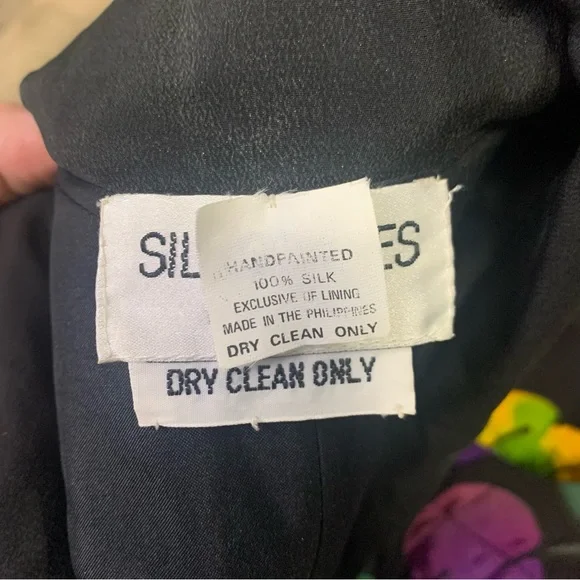 SIL ES
HANDPAINTED
100% SILK
EXCLUSIVE OF LINING
MADE IN THE PHILIPPINES
DRY CLEAN ONLY
DRY CLEAN ONLY